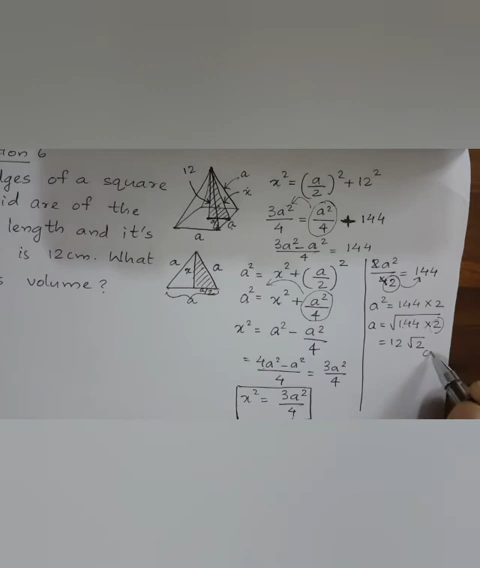 ion 6
dges of a square
id are of the
length and it's
is 12cm. What
s volume?
12
a
x
a
a
a
x
a
a/2
a
x² = (a/2)² + 12²
3a²/4 = a²/4 + 144
3a² - a²/4 = 144
a² = x² + (a/2)²
a² = x² + a²/4
x² = a² - a²/4
= 4a² - a²/4 = 3a²/4
x² = 3a²/4
2a²/42 = 144
a² = 144 × 2
a = √(144 × 2)
= 12 √2